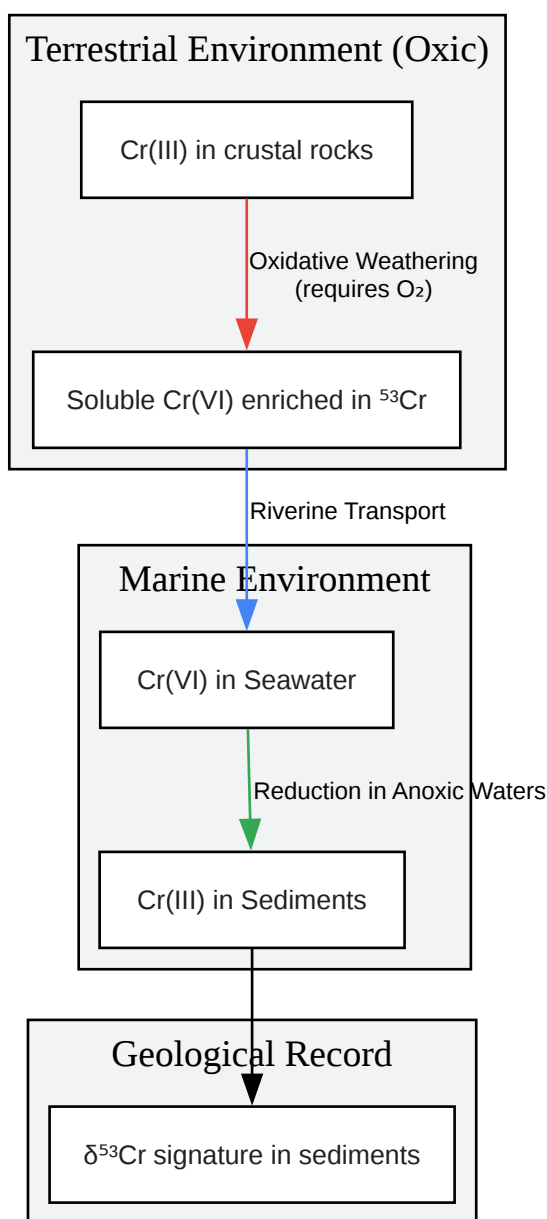 Terrestrial Environment (Oxic)
Cr(III) in crustal rocks
Oxidative Weathering
(requires O₂)
Soluble Cr(VI) enriched in ⁵³Cr
Riverine Transport
Marine Environment
Cr(VI) in Seawater
Reduction in Anoxic Waters
Cr(III) in Sediments
Geological Record
δ⁵³Cr signature in sediments